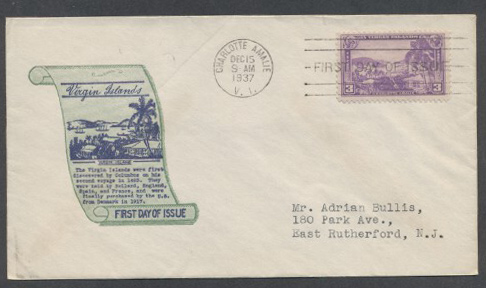 CHARLOTTE AMALIE
DEC 15
9 AM
1937
V. I.
FIRST DAY OF ISSUE
3 3
Virgin Islands
The Virgin Islands were first
discovered by Columbus on his
second voyage in 1493. They
were held by Holland, England,
Spain, and France, and were
finally purchased by the U.S.
from Denmark in 1917.
FIRST DAY OF ISSUE
Mr. Adrian Bullis,
180 Park Ave.,
East Rutherford, N.J.